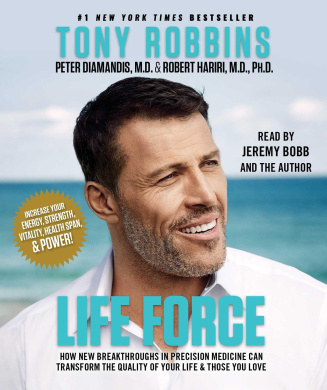 #1 NEW YORK TIMES BESTSELLER
TONY ROBBINS
PETER DIAMANDIS, M.D. & ROBERT HARIRI, M.D., PH.D.
READ BY
JEREMY BOBB
AND THE AUTHOR
INCREASE YOUR
ENERGY, STRENGTH,
VITALITY, HEALTH SPAN,
& POWER!
LIFE FORCE
HOW NEW BREAKTHROUGHS IN PRECISION MEDICINE CAN
TRANSFORM THE QUALITY OF YOUR LIFE & THOSE YOU LOVE